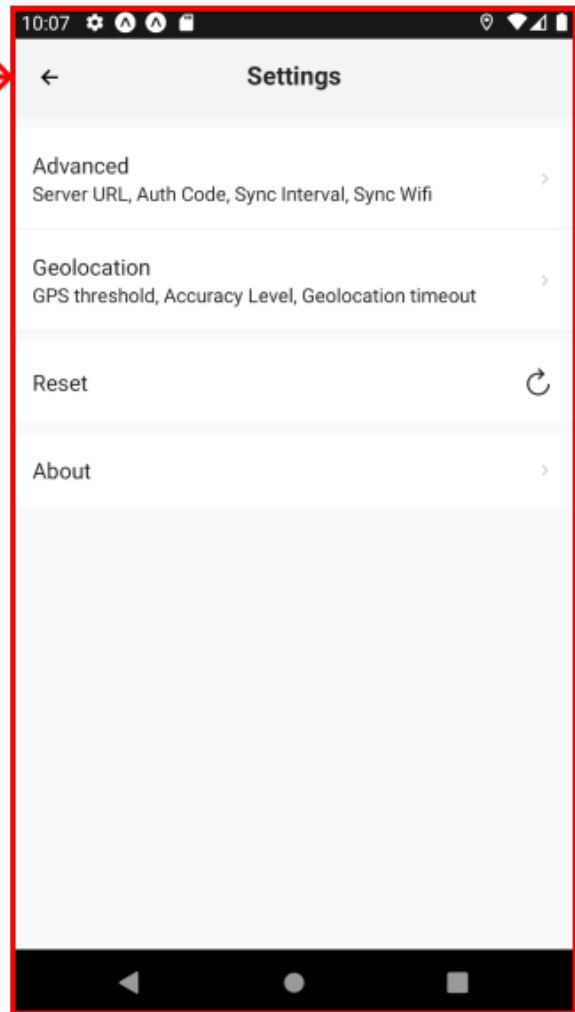 10:07
Settings
Advanced
Server URL, Auth Code, Sync Interval, Sync Wifi
Geolocation
GPS threshold, Accuracy Level, Geolocation timeout
Reset
About